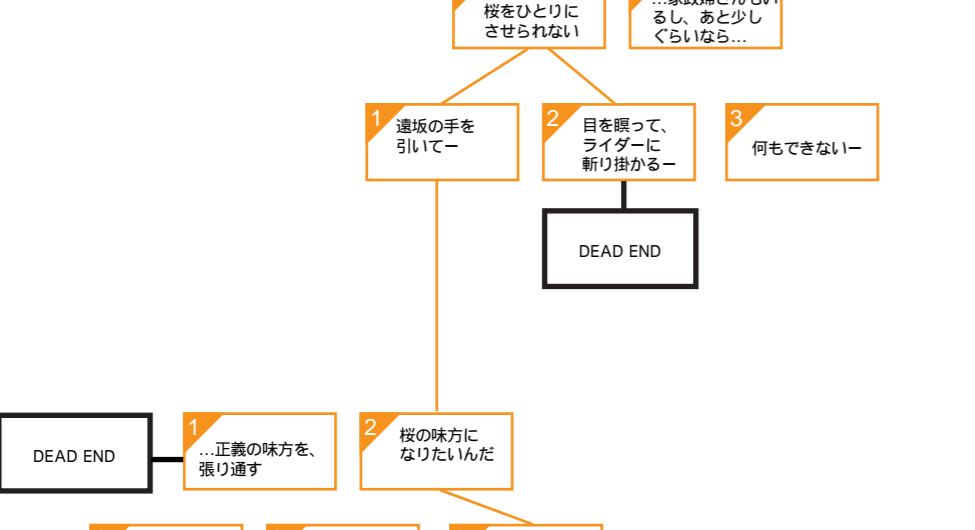 桜をひとりに
させられない
るし、あと少し
ぐらいなら…
1
遠坂の手を
引いてー
2
目を瞑って、
ライダーに
斬り掛かるー
3
何もできないー
DEAD END
DEAD END
1
…正義の味方を、
張り通す
2
桜の味方に
なりたいんだ